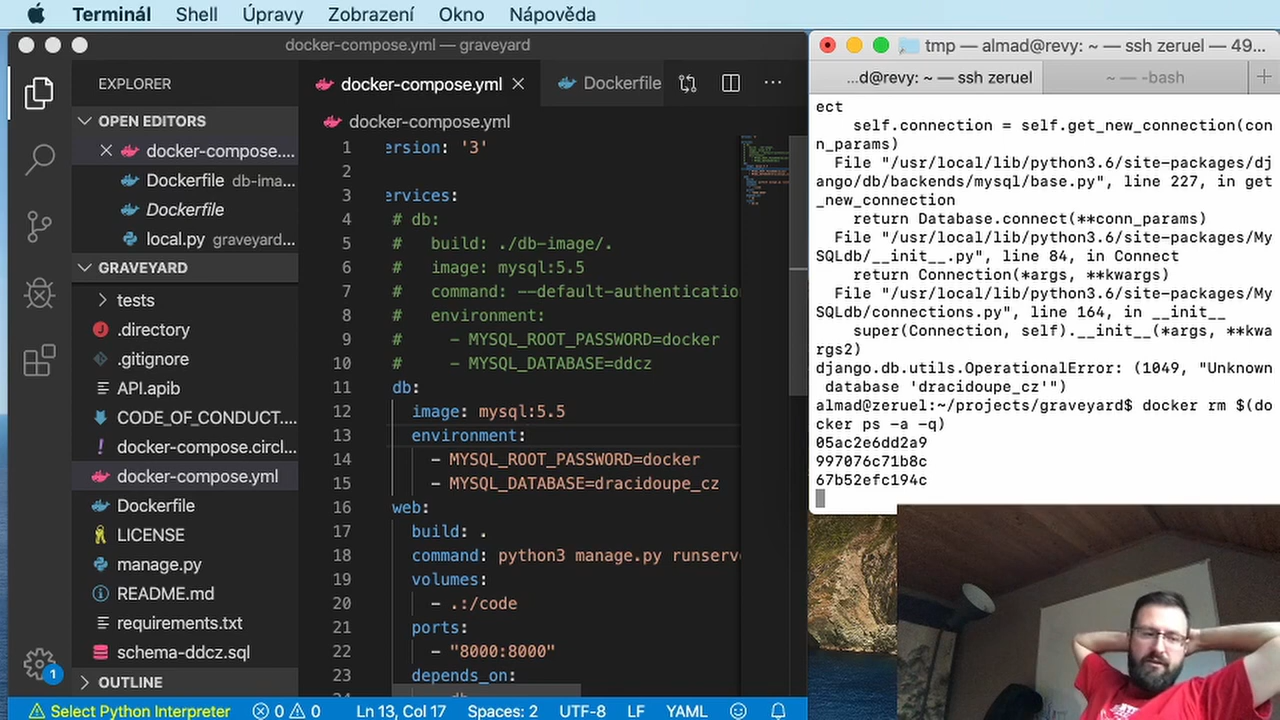 Terminál Shell Úpravy Zobrazení Okno Nápověda
docker-compose.yml — graveyard
EXPLORER
OPEN EDITORS
docker-compose....
Dockerfile db-ima...
Dockerfile
local.py graveyard...
GRAVEYARD
tests
.directory
.gitignore
API.apib
CODE_OF_CONDUCT....
docker-compose.circl...
docker-compose.yml
Dockerfile
LICENSE
manage.py
README.md
requirements.txt
schema-ddcz.sql
OUTLINE
docker-compose.yml Dockerfile
docker-compose.yml
1 ersion: '3'
2
3 ervices:
4 # db:
5 #   build: ./db-image/.
6 #   image: mysql:5.5
7 #   command: --default-authenticatio
8 #   environment:
9 #     - MYSQL_ROOT_PASSWORD=docker
10 #     - MYSQL_DATABASE=ddcz
11 db:
12 image: mysql:5.5
13 environment:
14 - MYSQL_ROOT_PASSWORD=docker
15 - MYSQL_DATABASE=dracidoupe_cz
16 web:
17 build: .
18 command: python3 manage.py runserve
19 volumes:
20 - .:/code
21 ports:
22 - "8000:8000"
23 depends_on:
1 Select Python Interpreter 0 0 Ln 13, Col 17 Spaces: 2 UTF-8 LF YAML
tmp — almad@revy: ~ — ssh zeruel — 49...
...d@revy: ~ — ssh zeruel ~ — -bash
ect
    self.connection = self.get_new_connection(con
n_params)
  File "/usr/local/lib/python3.6/site-packages/dj
ango/db/backends/mysql/base.py", line 227, in get
_new_connection
    return Database.connect(**conn_params)
  File "/usr/local/lib/python3.6/site-packages/My
SQLdb/__init__.py", line 84, in Connect
    return Connection(*args, **kwargs)
  File "/usr/local/lib/python3.6/site-packages/My
SQLdb/connections.py", line 164, in __init__
    super(Connection, self).__init__(*args, **kwa
rgs2)
django.db.utils.OperationalError: (1049, "Unknown
 database 'dracidoupe_cz'")
almad@zeruel:~/projects/graveyard$ docker rm $(do
cker ps -a -q)
05ac2e6dd2a9
997076c71b8c
67b52efc194c